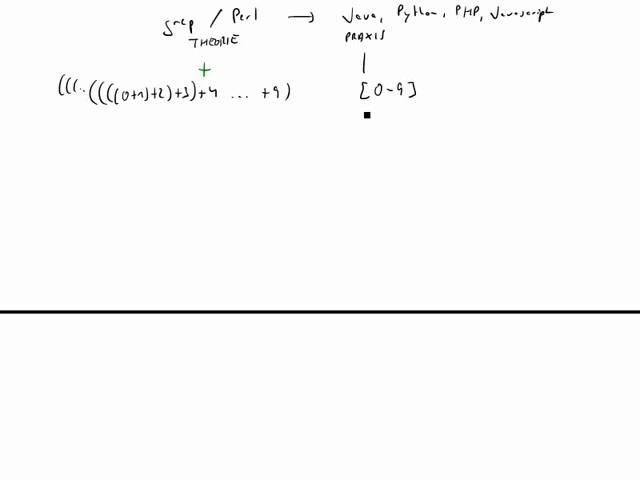 grep / Perl → Java, Python, PHP, Javascript
THEORIE PRAXIS
+ |
(((..((((0+1)+2)+3)+4 ... +9) [0-9]